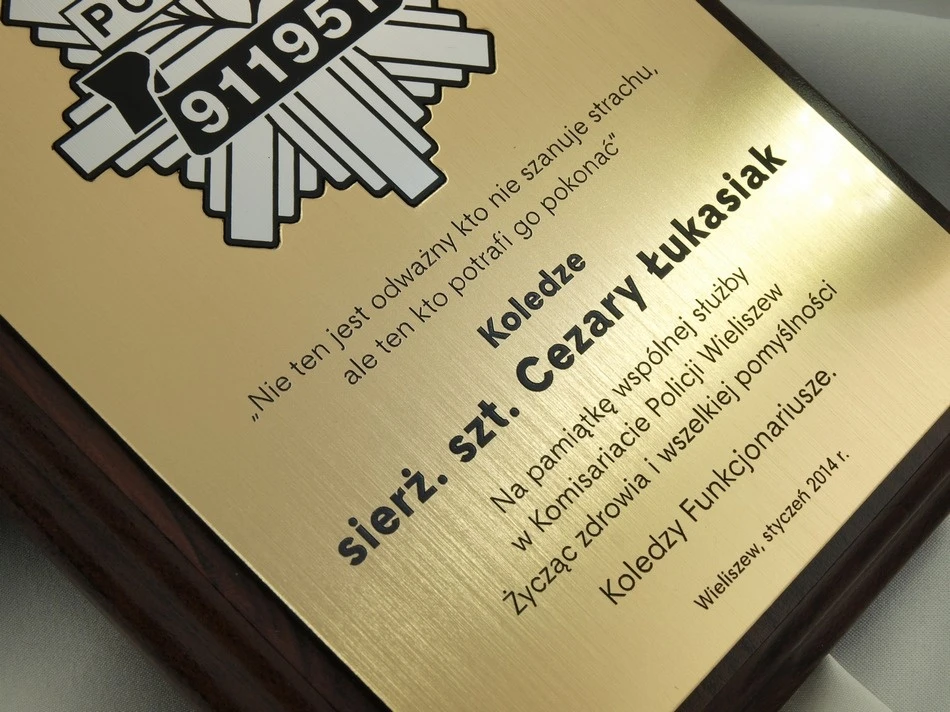 911951
„Nie ten jest odważny kto nie szanuje strachu,
ale ten kto potrafi go pokonać”
Koledze
sierż. szt. Cezary Łukasiak
Na pamiątkę wspólnej służby
w Komisariacie Policji Wieliszew
Życząc zdrowia i wszelkiej pomyślności
Koledzy Funkcjonariusze.
Wieliszew, styczeń 2014 r.